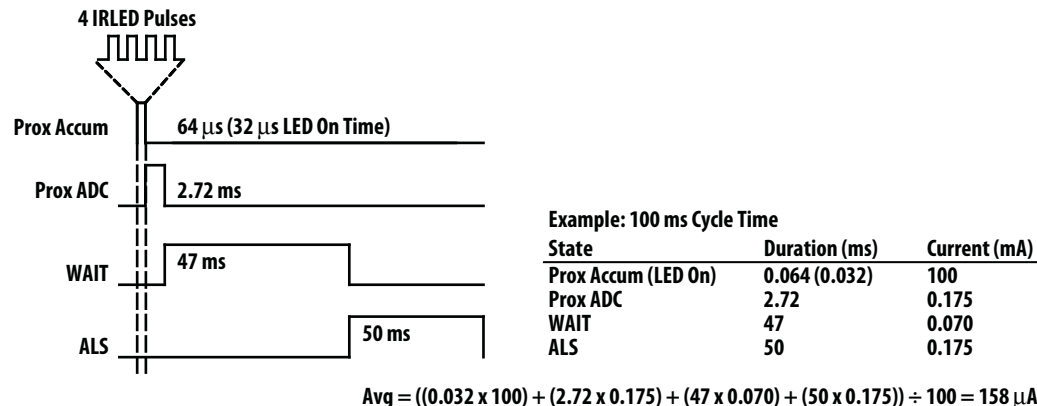 4 IRLED Pulses
Prox Accum
64 μs (32 μs LED On Time)
Prox ADC
2.72 ms
WAIT
47 ms
ALS
50 ms
Example: 100 ms Cycle Time
State Duration (ms) Current (mA)
Prox Accum (LED On) 0.064 (0.032) 100
Prox ADC 2.72 0.175
WAIT 47 0.070
ALS 50 0.175
Avg = ((0.032 x 100) + (2.72 x 0.175) + (47 x 0.070) + (50 x 0.175)) ÷ 100 = 158 μA